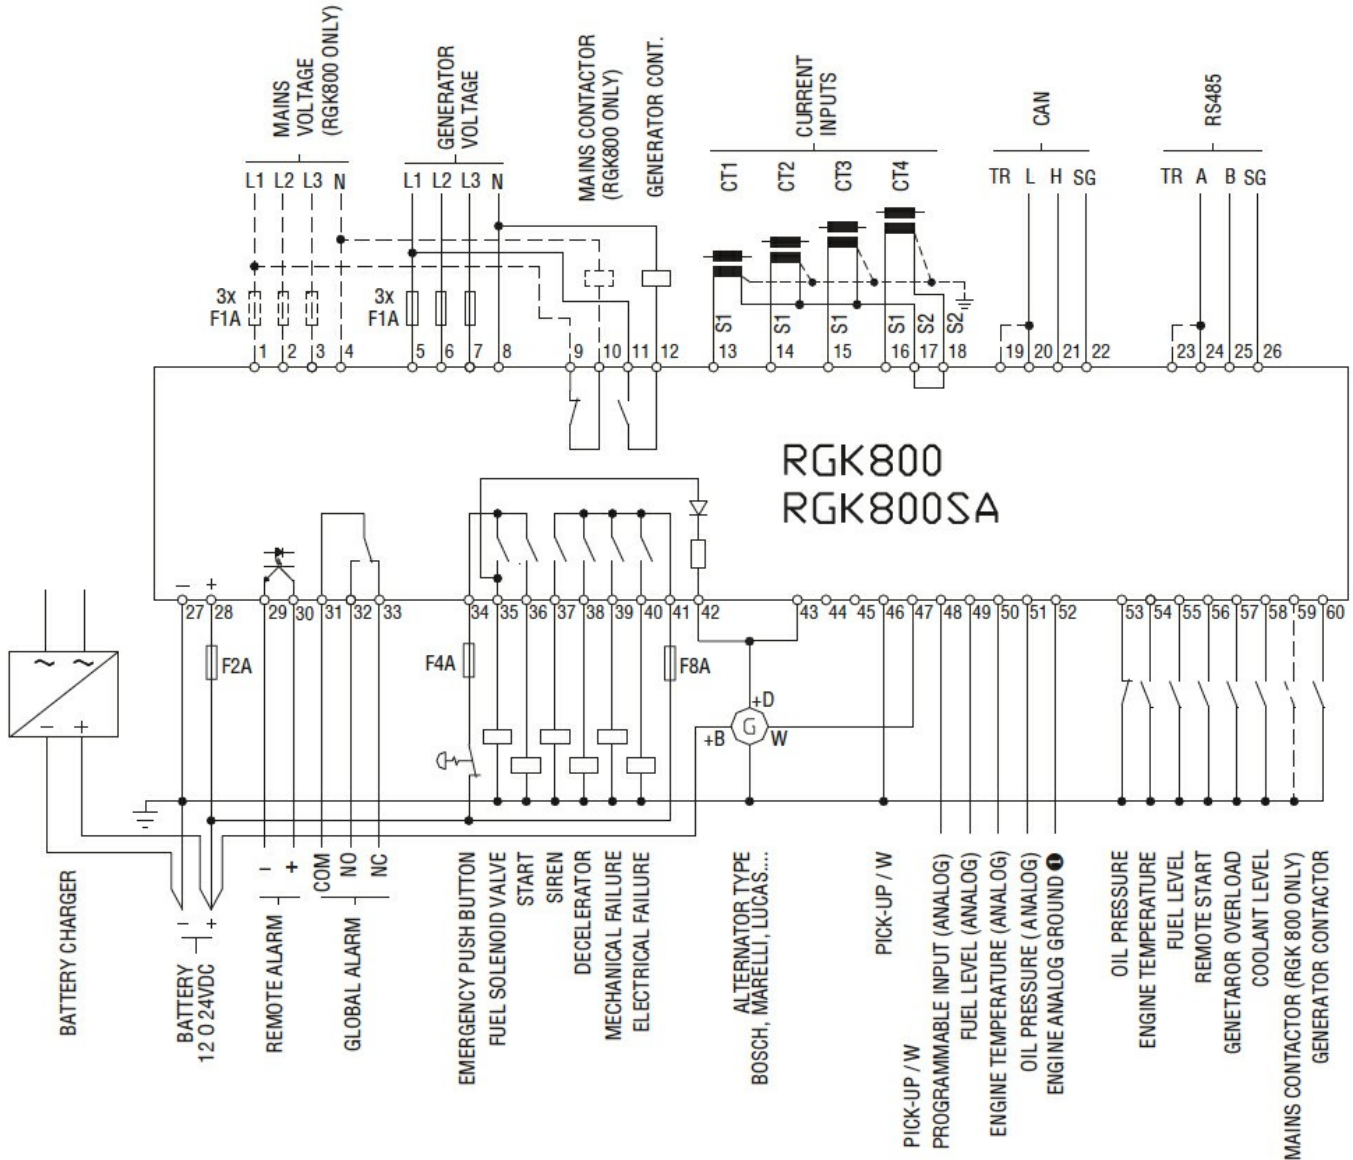 MAINS
VOLTAGE
(RGK800 ONLY)
GENERATOR
VOLTAGE
MAINS CONTACTOR
(RGK800 ONLY)
GENERATOR CONT.
CURRENT
INPUTS
CAN
RS485
L1 L2 L3 N
L1 L2 L3 N
CT1 CT2 CT3 CT4
TR L H SG
TR A B SG
3x
F1A
3x
F1A
S1 S1 S1 S1 S2 S2
1 2 3 4 5 6 7 8 9 10 11 12 13 14 15 16 17 18 19 20 21 22 23 24 25 26
RGK800
RGK800SA
− +
27 28 29 30 31 32 33 34 35 36 37 38 39 40 41 42 43 44 45 46 47 48 49 50 51 52 53 54 55 56 57 58 59 60
~ ~
− +
F2A
F4A
F8A
+D
+B
G
W
− +
COM
NO
NC
− +
BATTERY CHARGER
BATTERY
12 O 24VDC
REMOTE ALARM
GLOBAL ALARM
EMERGENCY PUSH BUTTON
FUEL SOLENOID VALVE
START
SIREN
DECELERATOR
MECHANICAL FAILURE
ELECTRICAL FAILURE
ALTERNATOR TYPE
BOSCH, MARELLI, LUCAS....
PICK-UP / W
PICK-UP / W
PROGRAMMABLE INPUT (ANALOG)
FUEL LEVEL (ANALOG)
ENGINE TEMPERATURE (ANALOG)
OIL PRESSURE ( ANALOG)
ENGINE ANALOG GROUND ❶
OIL PRESSURE
ENGINE TEMPERATURE
FUEL LEVEL
REMOTE START
GENETAROR OVERLOAD
COOLANT LEVEL
MAINS CONTACTOR (RGK 800 ONLY)
GENERATOR CONTACTOR